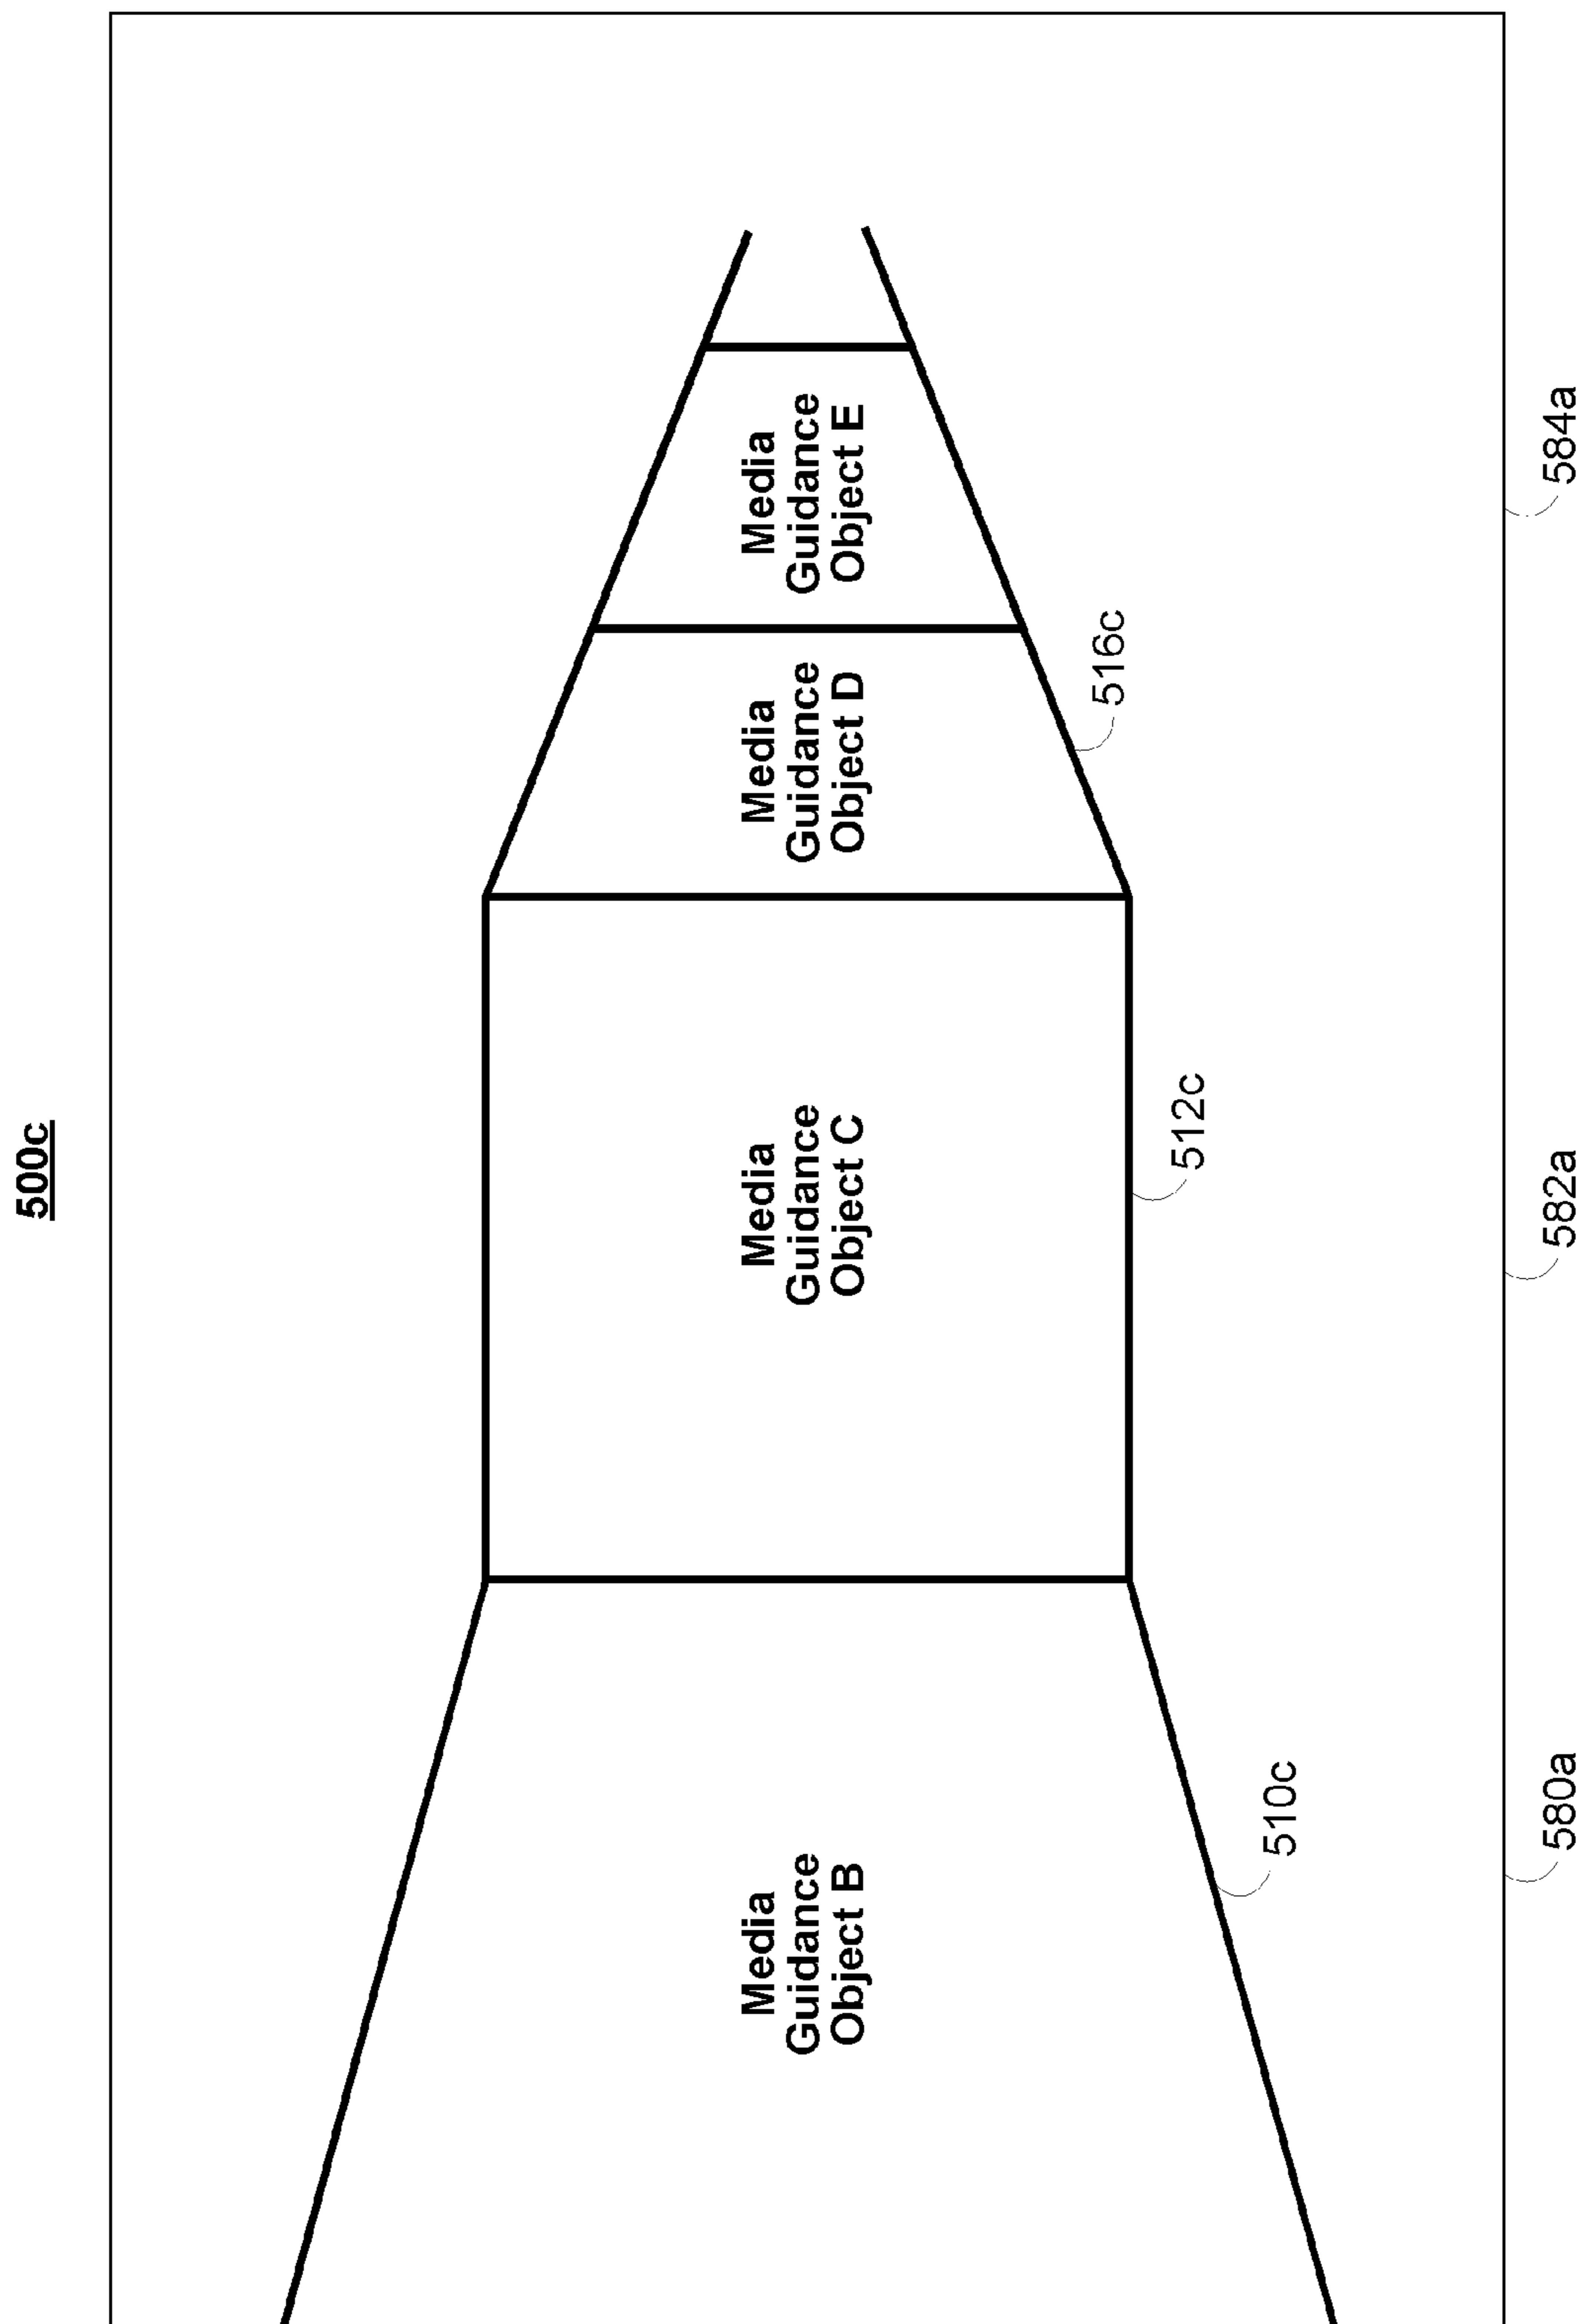 500c
Media
Guidance
Object B
Media
Guidance
Object C
Media
Guidance
Object D
Media
Guidance
Object E
510c
512c
516c
580a
582a
584a